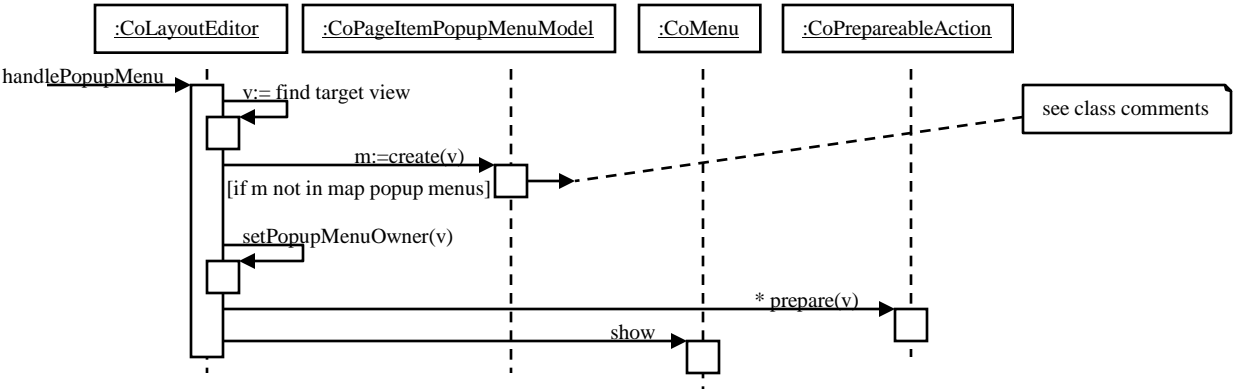 :CoLayoutEditor
:CoPageItemPopupMenuModel
:CoMenu
:CoPrepareableAction
handlePopupMenu
v:= find target view
see class comments
m:=create(v)
[if m not in map popup menus]
setPopupMenuOwner(v)
* prepare(v)
show